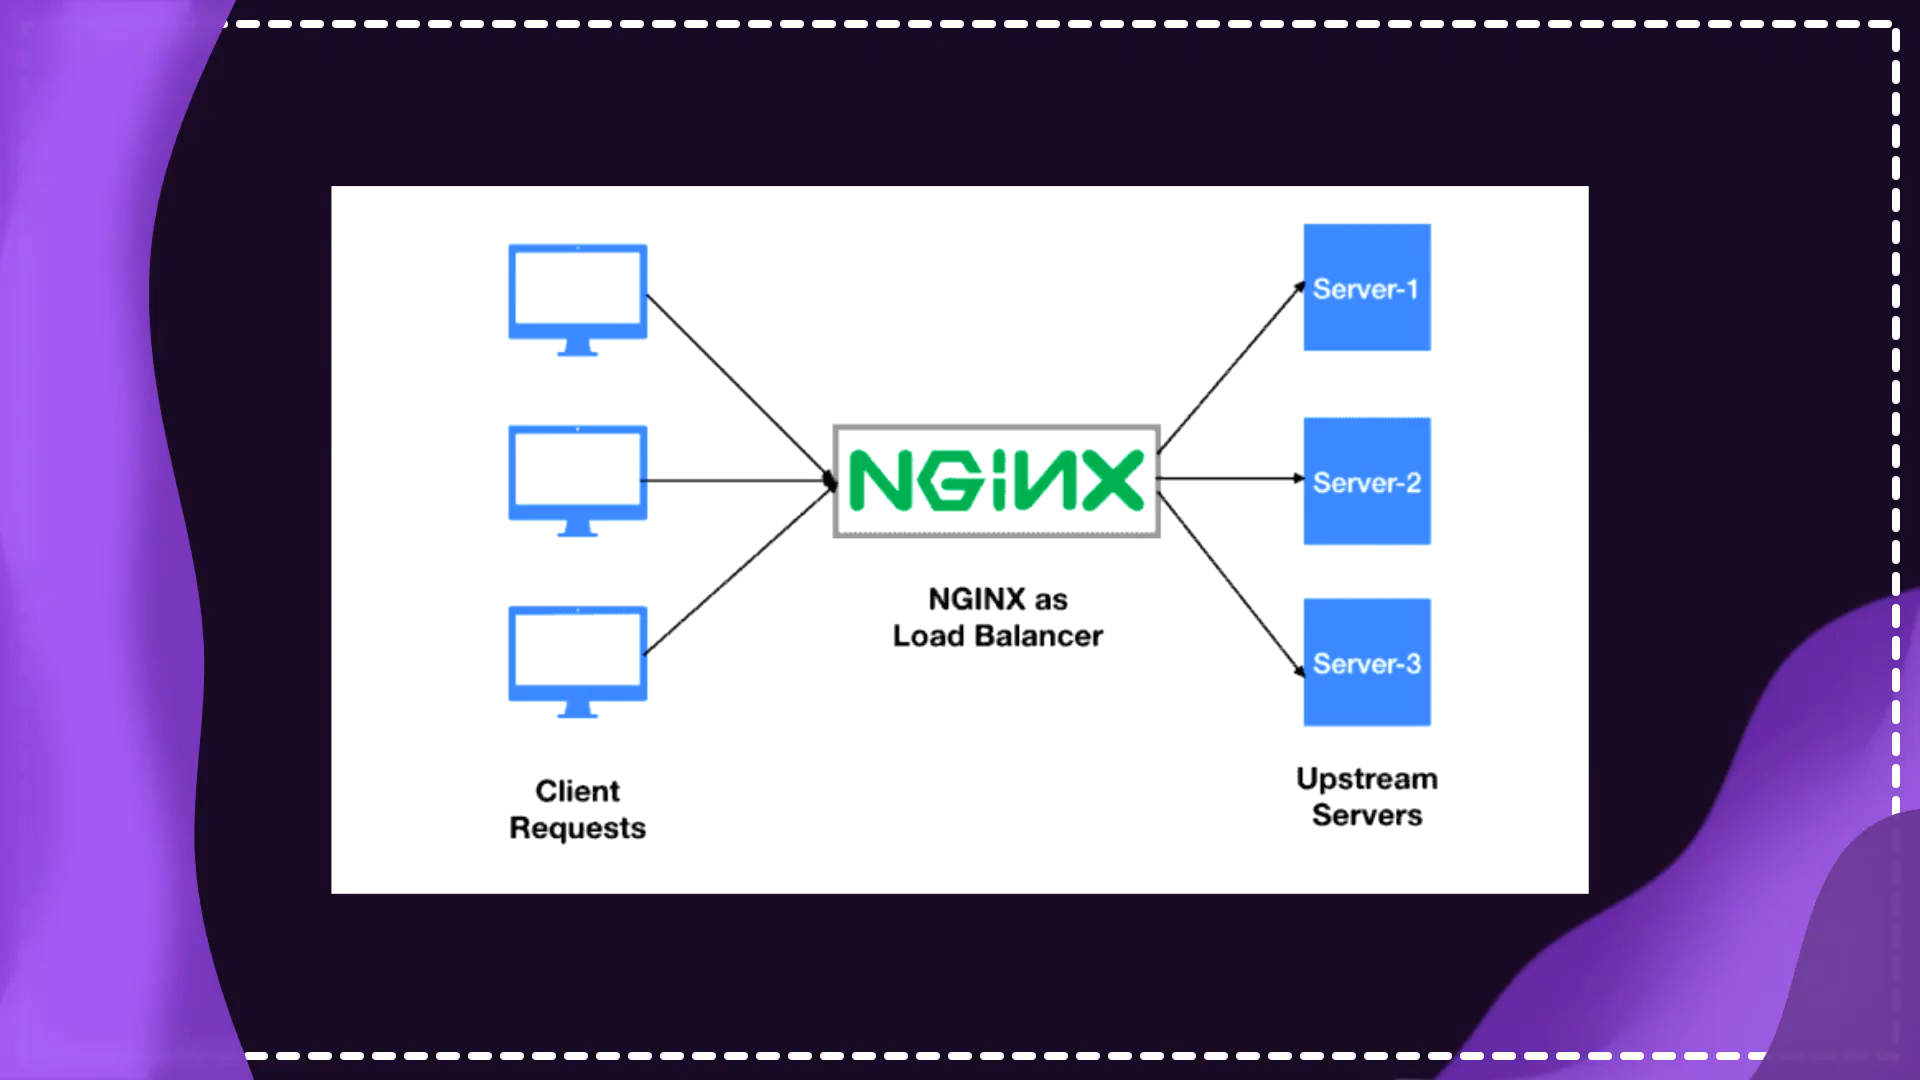 Server-1
NGINX
Server-2
Server-3
NGINX as
Load Balancer
Client
Requests
Upstream
Servers